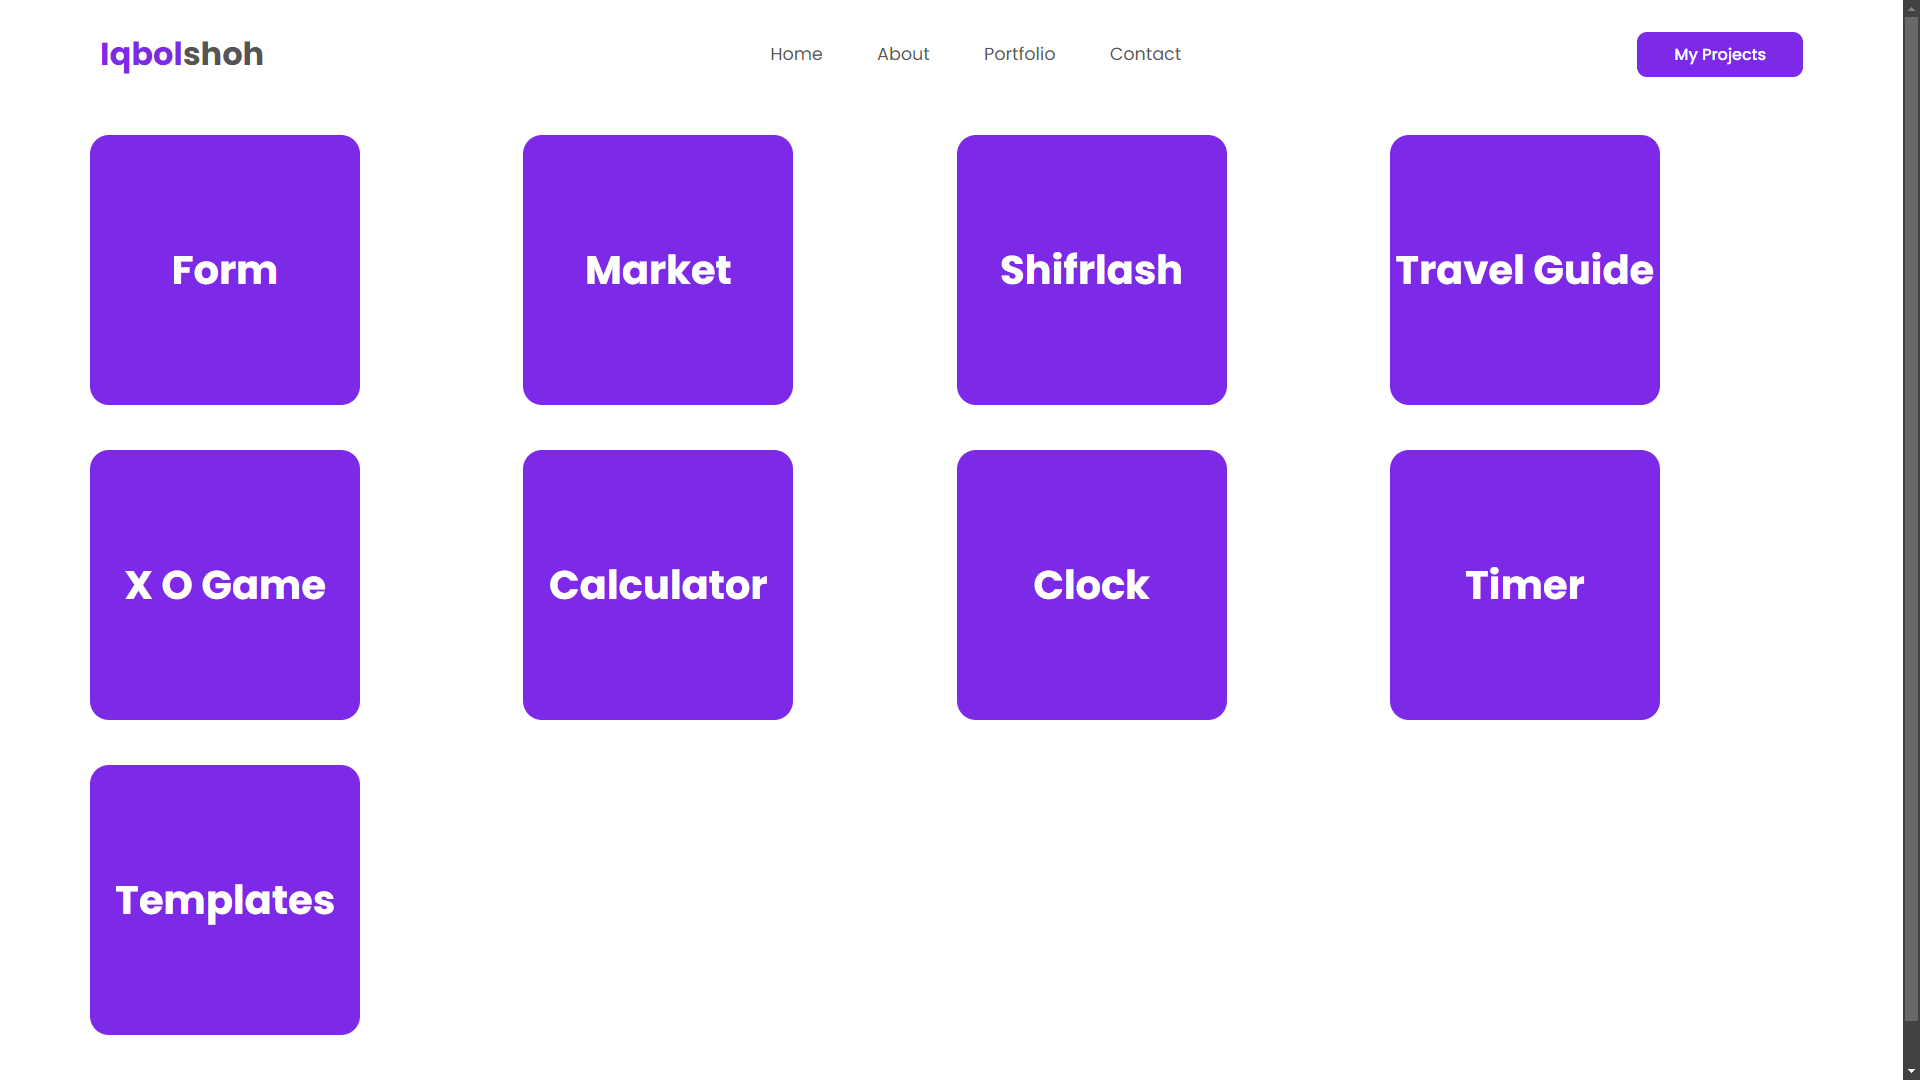 Iqbolshoh
Home About Portfolio Contact
My Projects
Form
Market
Shifrlash
Travel Guide
X O Game
Calculator
Clock
Timer
Templates